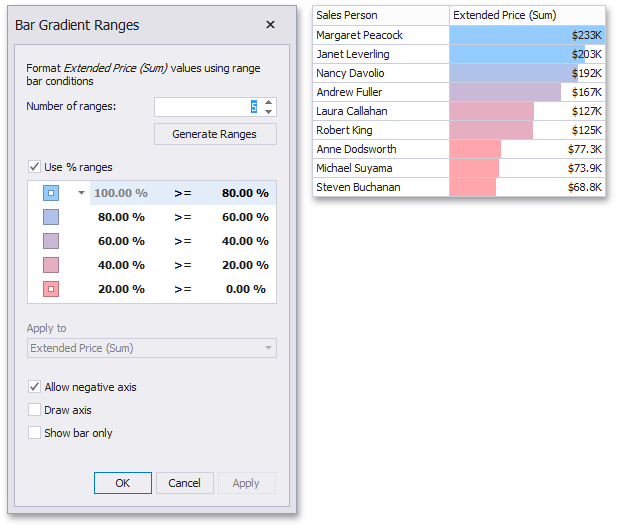 Bar Gradient Ranges
Format Extended Price (Sum) values using range
bar conditions
Number of ranges: 5
Generate Ranges
Use % ranges
100.00 % >= 80.00 %
80.00 % >= 60.00 %
60.00 % >= 40.00 %
40.00 % >= 20.00 %
20.00 % >= 0.00 %
Apply to
Extended Price (Sum)
Allow negative axis
Draw axis
Show bar only
OK Cancel Apply
Sales Person Extended Price (Sum)
Margaret Peacock $233K
Janet Leverling $203K
Nancy Davolio $192K
Andrew Fuller $167K
Laura Callahan $127K
Robert King $125K
Anne Dodsworth $77.3K
Michael Suyama $73.9K
Steven Buchanan $68.8K